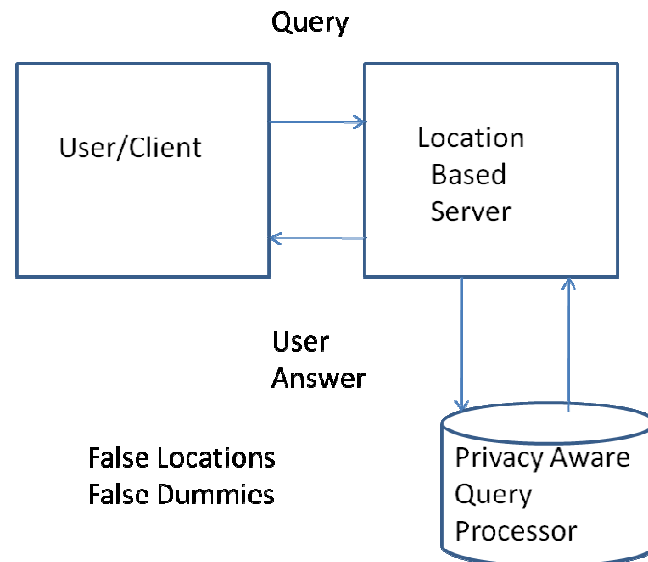 Query
User/Client
Location
Based
Server
User
Answer
False Locations
False Dummies
Privacy Aware
Query
Processor